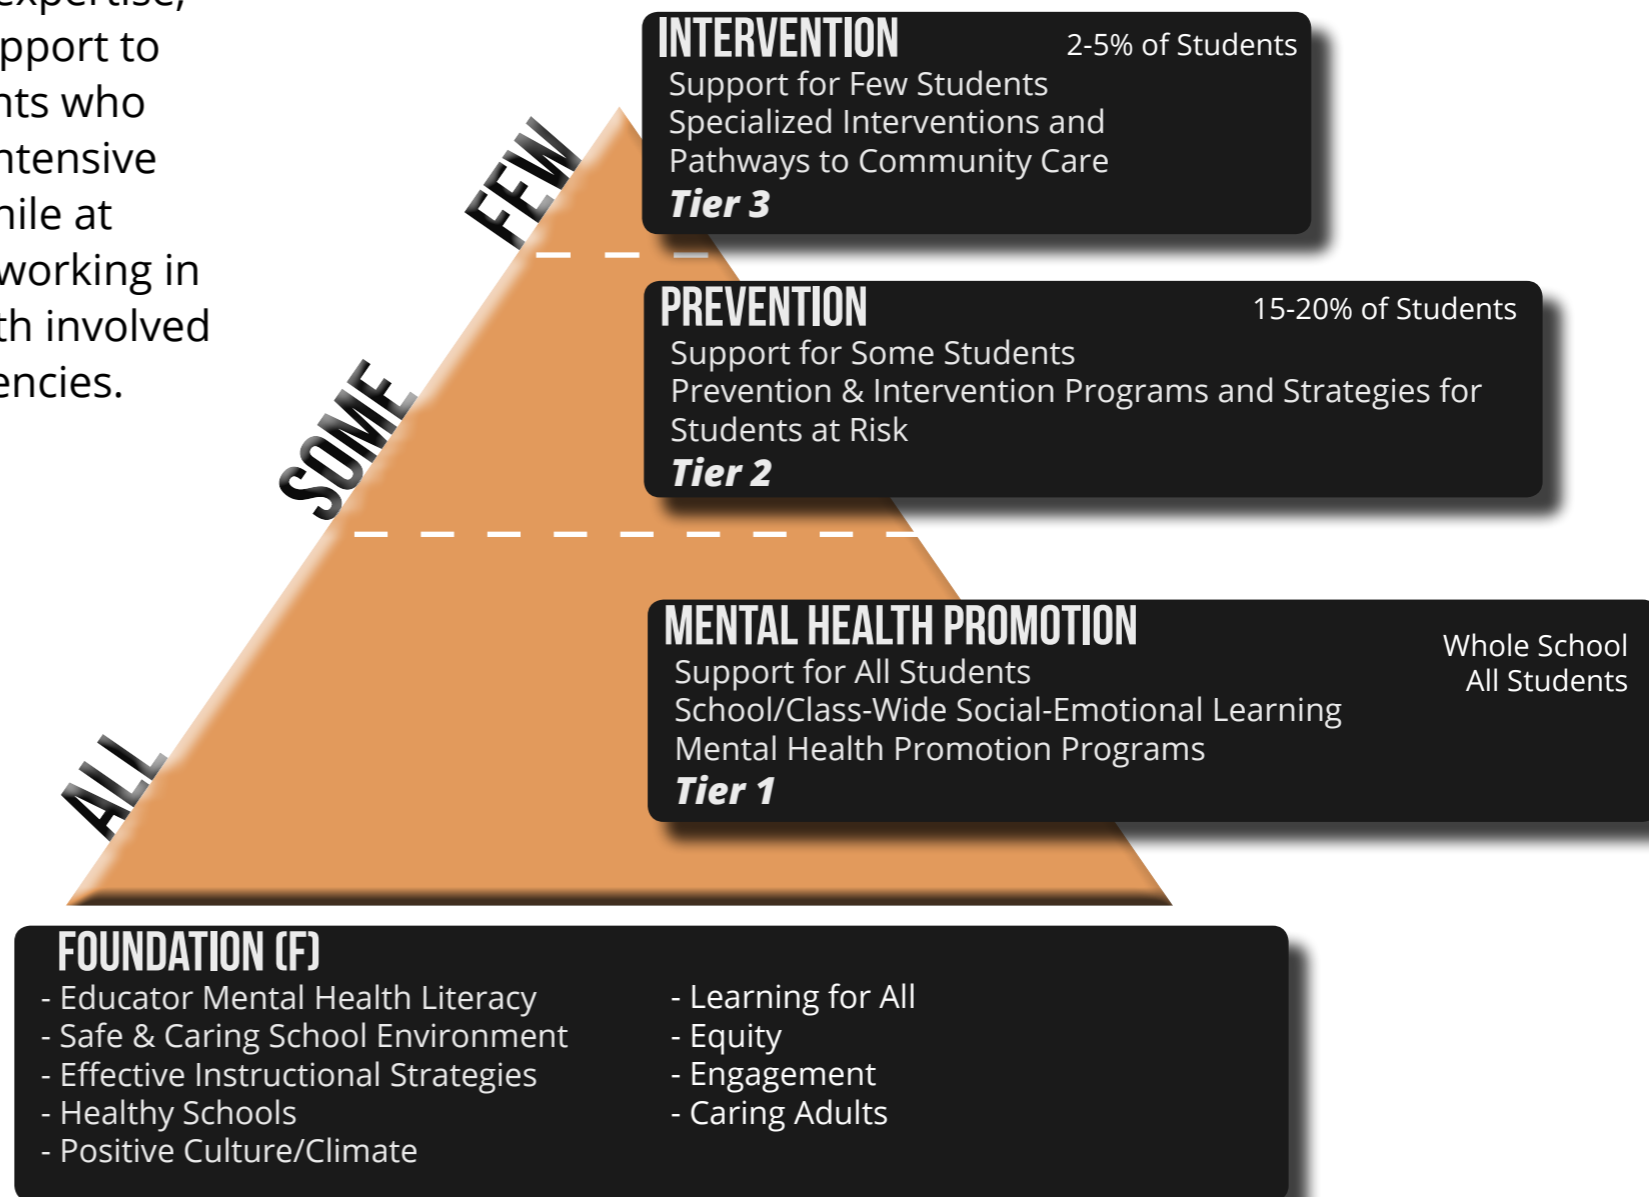 expertise,
pport to
nts who
ntensive
hile at
working in
th involved
encies.
INTERVENTION
2-5% of Students
Support for Few Students
Specialized Interventions and
Pathways to Community Care
Tier 3
FEW
PREVENTION
15-20% of Students
Support for Some Students
Prevention & Intervention Programs and Strategies for
Students at Risk
Tier 2
SOME
MENTAL HEALTH PROMOTION
Whole School
All Students
Support for All Students
School/Class-Wide Social-Emotional Learning
Mental Health Promotion Programs
Tier 1
ALL
FOUNDATION (F)
- Educator Mental Health Literacy
- Safe & Caring School Environment
- Effective Instructional Strategies
- Healthy Schools
- Positive Culture/Climate
- Learning for All
- Equity
- Engagement
- Caring Adults